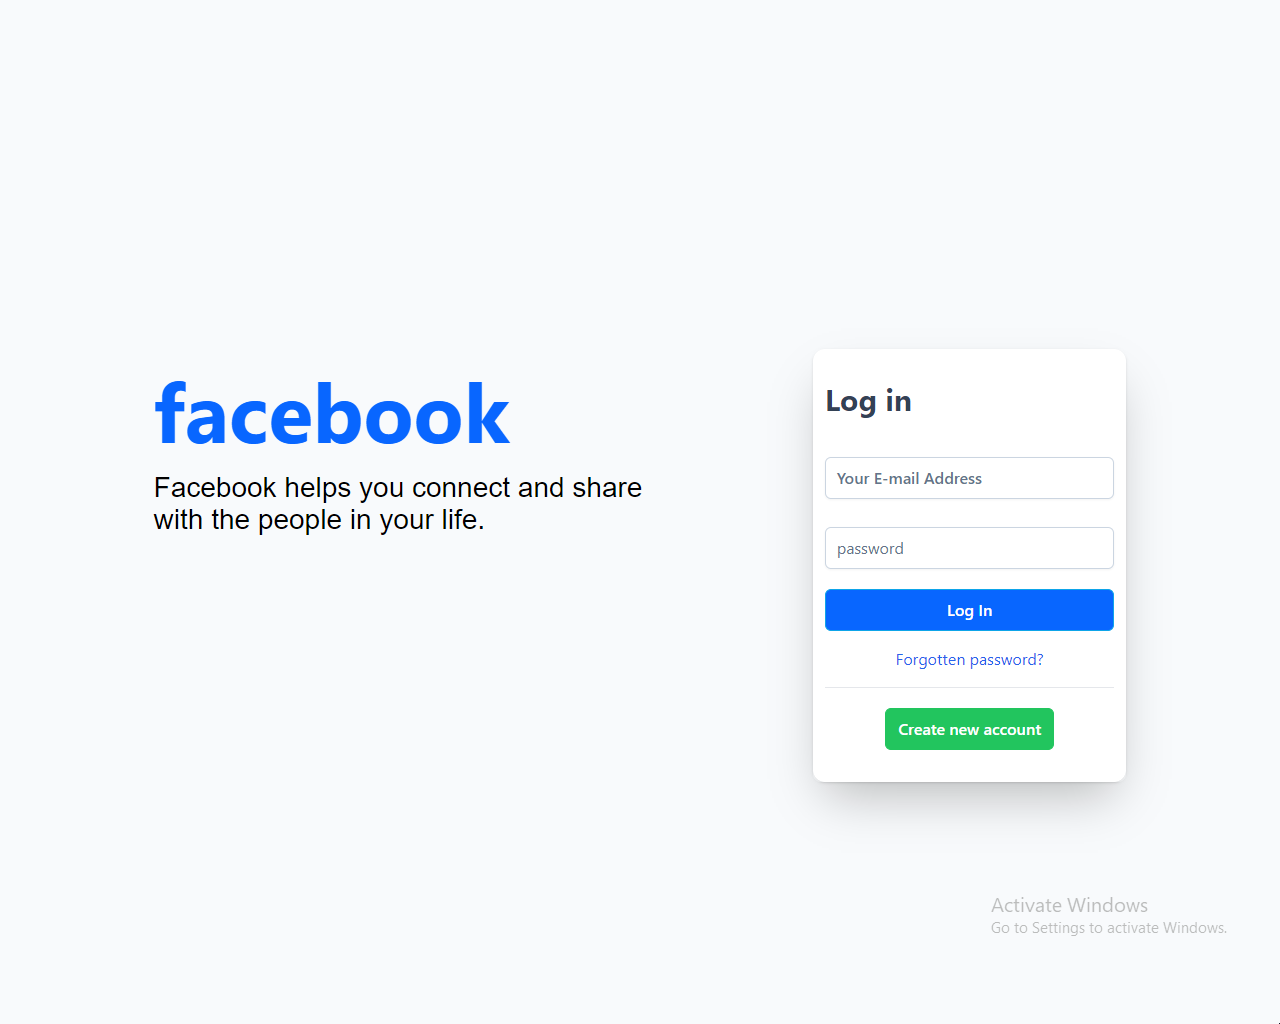 facebook
Facebook helps you connect and share
with the people in your life.
Log in
Your E-mail Address
password
Log In
Forgotten password?
Create new account
Activate Windows
Go to Settings to activate Windows.